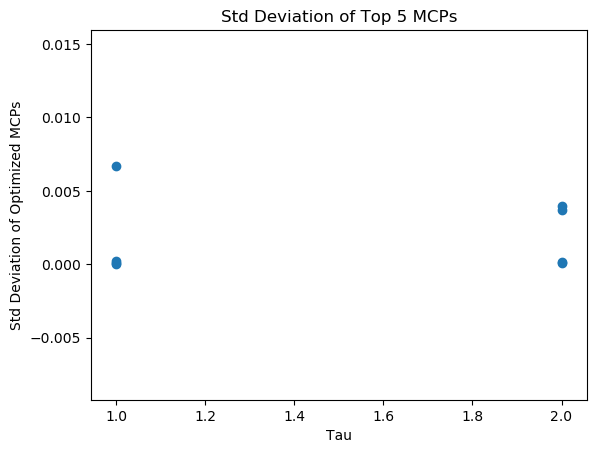 Std Deviation of Top 5 MCPs
Std Deviation of Optimized MCPs
0.015
0.010
0.005
0.000
−0.005
1.0 1.2 1.4 1.6 1.8 2.0
Tau